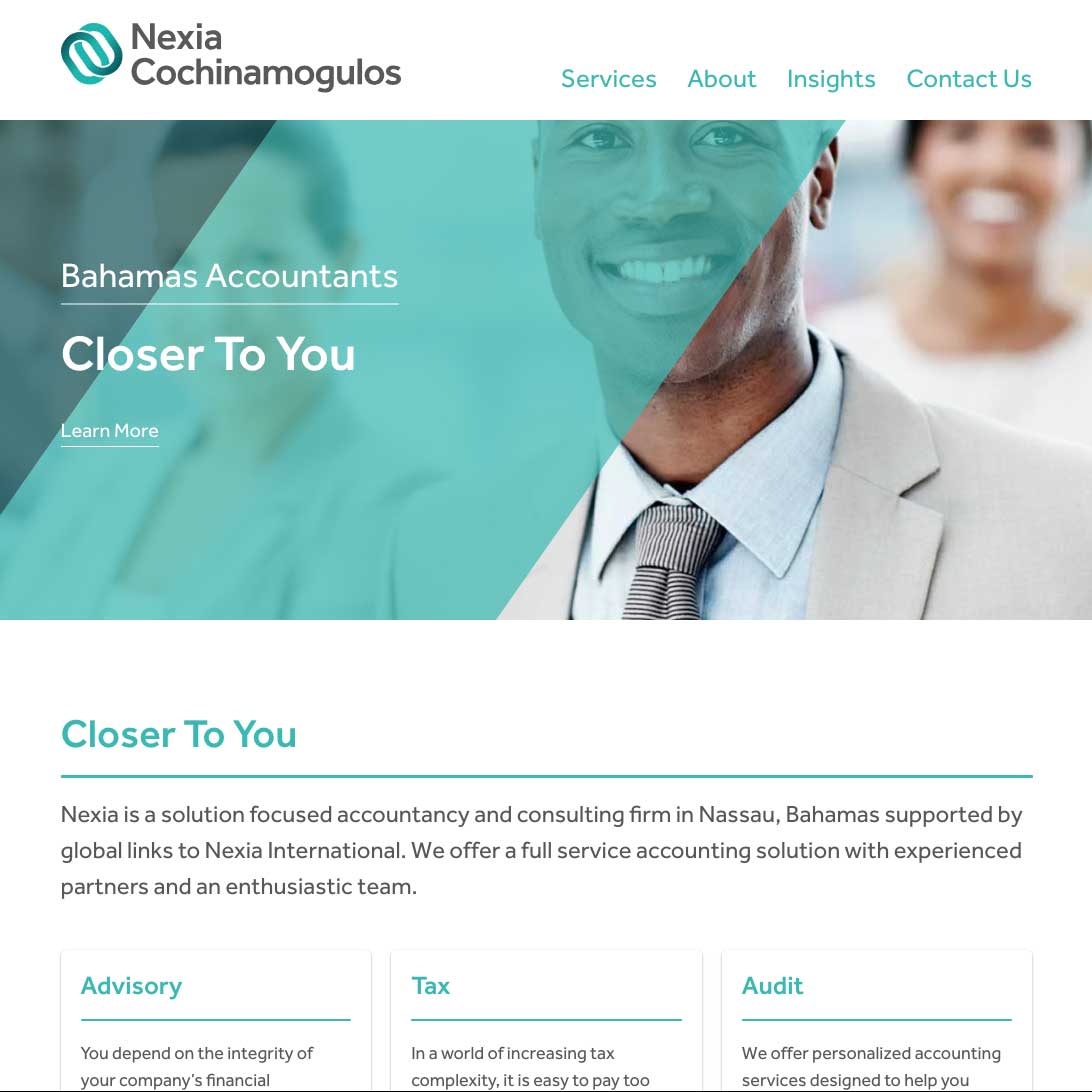 Nexia
Cochinamogulos
Services About Insights Contact Us
Bahamas Accountants
Closer To You
Learn More
Closer To You
Nexia is a solution focused accountancy and consulting firm in Nassau, Bahamas supported by
global links to Nexia International. We offer a full service accounting solution with experienced
partners and an enthusiastic team.
Advisory
You depend on the integrity of
your company's financial
Tax
In a world of increasing tax
complexity, it is easy to pay too
Audit
We offer personalized accounting
services designed to help you